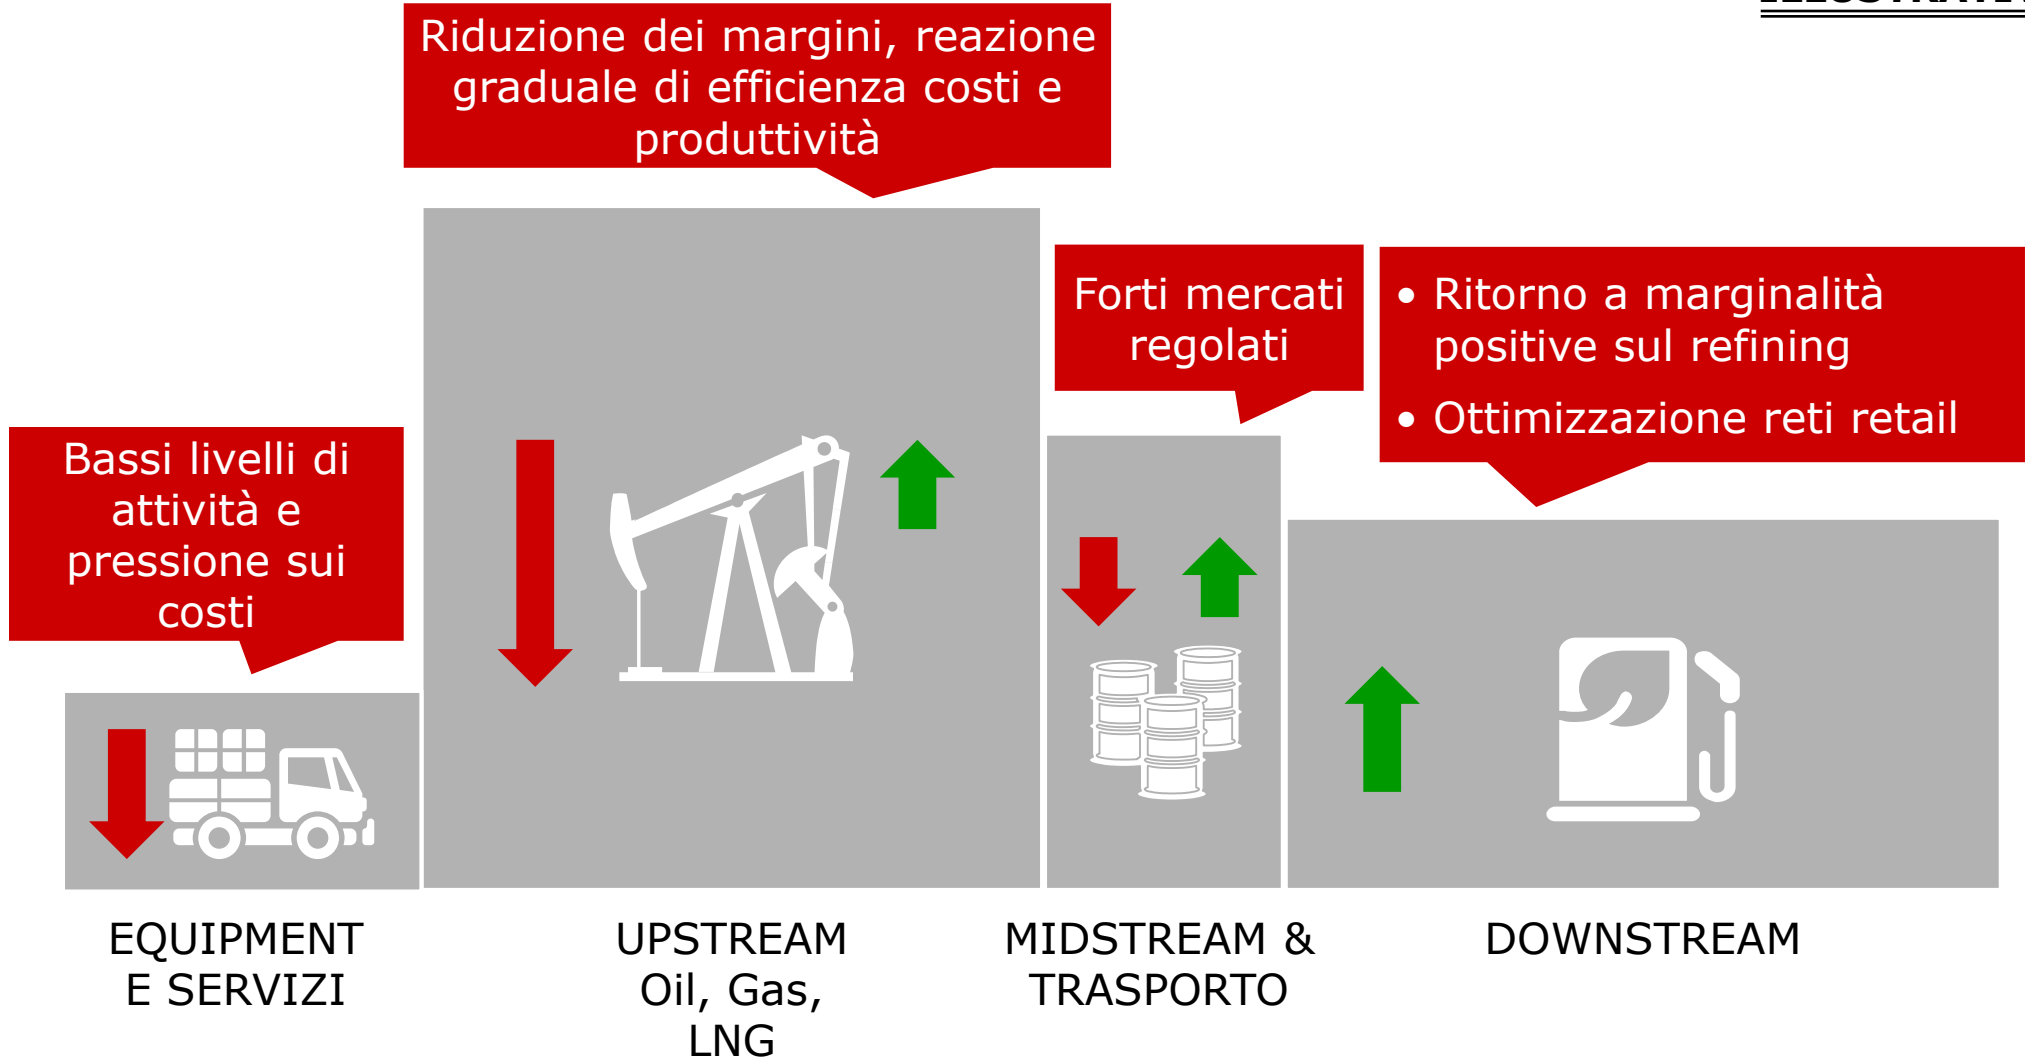 Riduzione dei margini, reazione
graduale di efficienza costi e
produttività
Forti mercati
regolati
• Ritorno a marginalità
positive sul refining
• Ottimizzazione reti retail
Bassi livelli di
attività e
pressione sui
costi
EQUIPMENT
E SERVIZI
UPSTREAM
Oil, Gas,
LNG
MIDSTREAM &
TRASPORTO
DOWNSTREAM